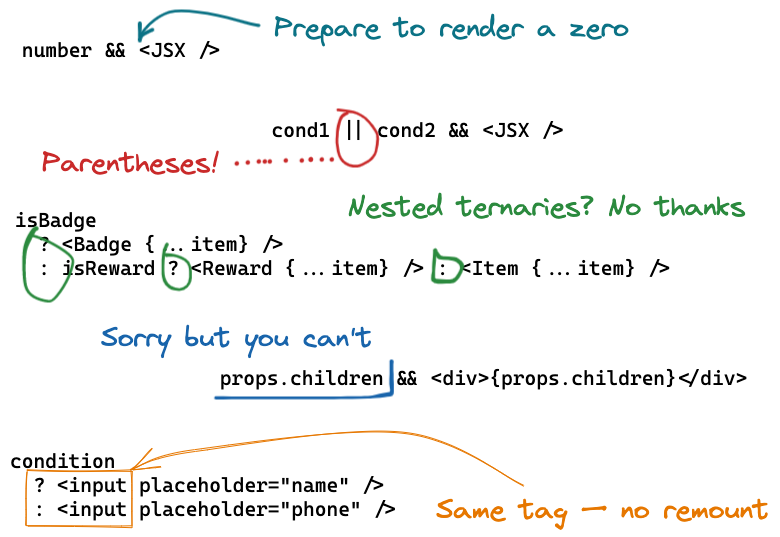 Prepare to render a zero
number && <JSX />
cond1 || cond2 && <JSX />
Parentheses!
Nested ternaries? No thanks
isBadge
? <Badge {...item} />
: isReward ? <Reward {...item} /> : <Item {...item} />
Sorry but you can't
props.children && <div>{props.children}</div>
condition
? <input placeholder="name" />
: <input placeholder="phone" />
Same tag — no remount